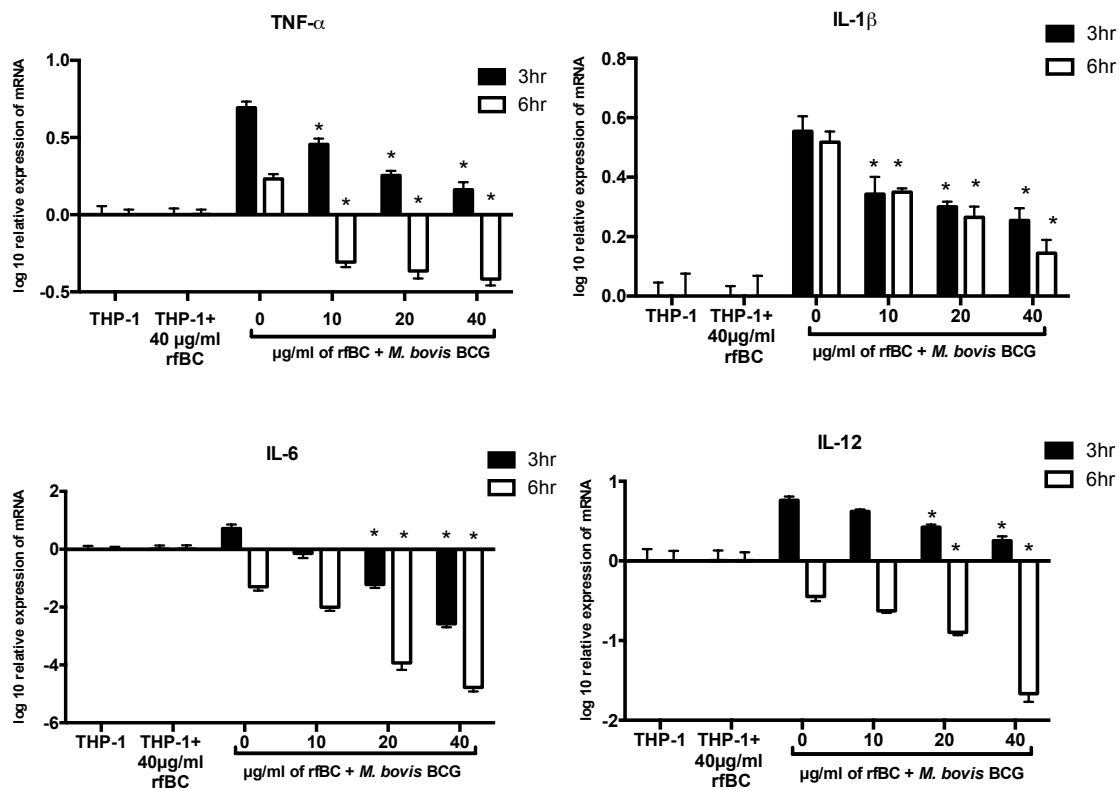 TNF-α
3hr
6hr
log 10 relative expression of mRNA
1.0
0.5
0.0
-0.5
* * *
* * *
THP-1
THP-1+
40 µg/ml
rfBC
0 10 20 40
µg/ml of rfBC + M. bovis BCG
IL-1β
3hr
6hr
log 10 relative expression of mRNA
0.8
0.6
0.4
0.2
0.0
* * * * * *
THP-1
THP-1+
40µg/ml
rfBC
0 10 20 40
µg/ml of rfBC + M. bovis BCG
IL-6
3hr
6hr
log 10 relative expression of mRNA
2
0
-2
-4
-6
* * * *
THP-1
THP-1+
40µg/ml
rfBC
0 10 20 40
µg/ml of rfBC + M. bovis BCG
IL-12
3hr
6hr
log 10 relative expression of mRNA
1
0
-1
-2
* *
* *
THP-1
THP-1+
40µg/ml
rfBC
0 10 20 40
µg/ml of rfBC + M. bovis BCG